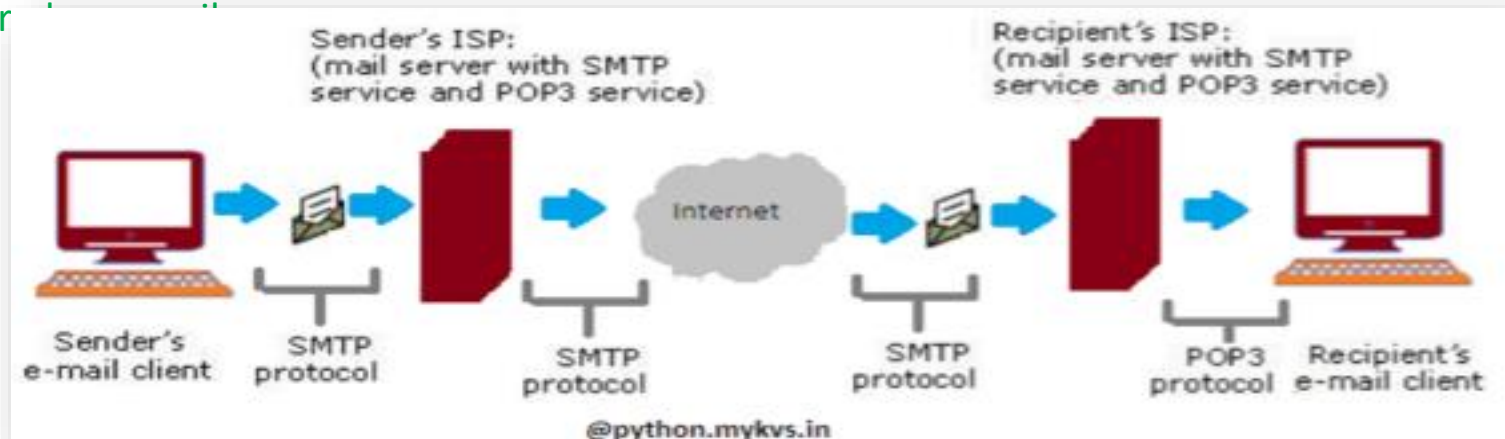 Sender's ISP:
(mail server with SMTP
service and POP3 service)
Recipient's ISP:
(mail server with SMTP
service and POP3 service)
Internet
Sender's
e-mail client
SMTP
protocol
SMTP
protocol
SMTP
protocol
POP3
protocol
Recipient's
e-mail client
@python.mykvs.in